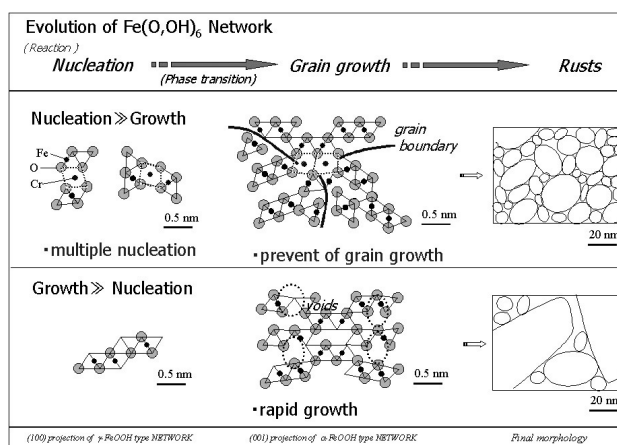 Evolution of Fe(O,OH)6 Network
(Reaction)
Nucleation
(Phase transition)
Grain growth
Rusts
Nucleation≫Growth
Fe
O
Cr
0.5 nm
▪multiple nucleation
grain
boundary
0.5 nm
▪prevent of grain growth
20 nm
Growth≫ Nucleation
0.5 nm
voids
0.5 nm
▪rapid growth
20 nm
(100) projection of γ-FeOOH type NETWORK
(001) projection of α-FeOOH type NETWORK
Final morphology